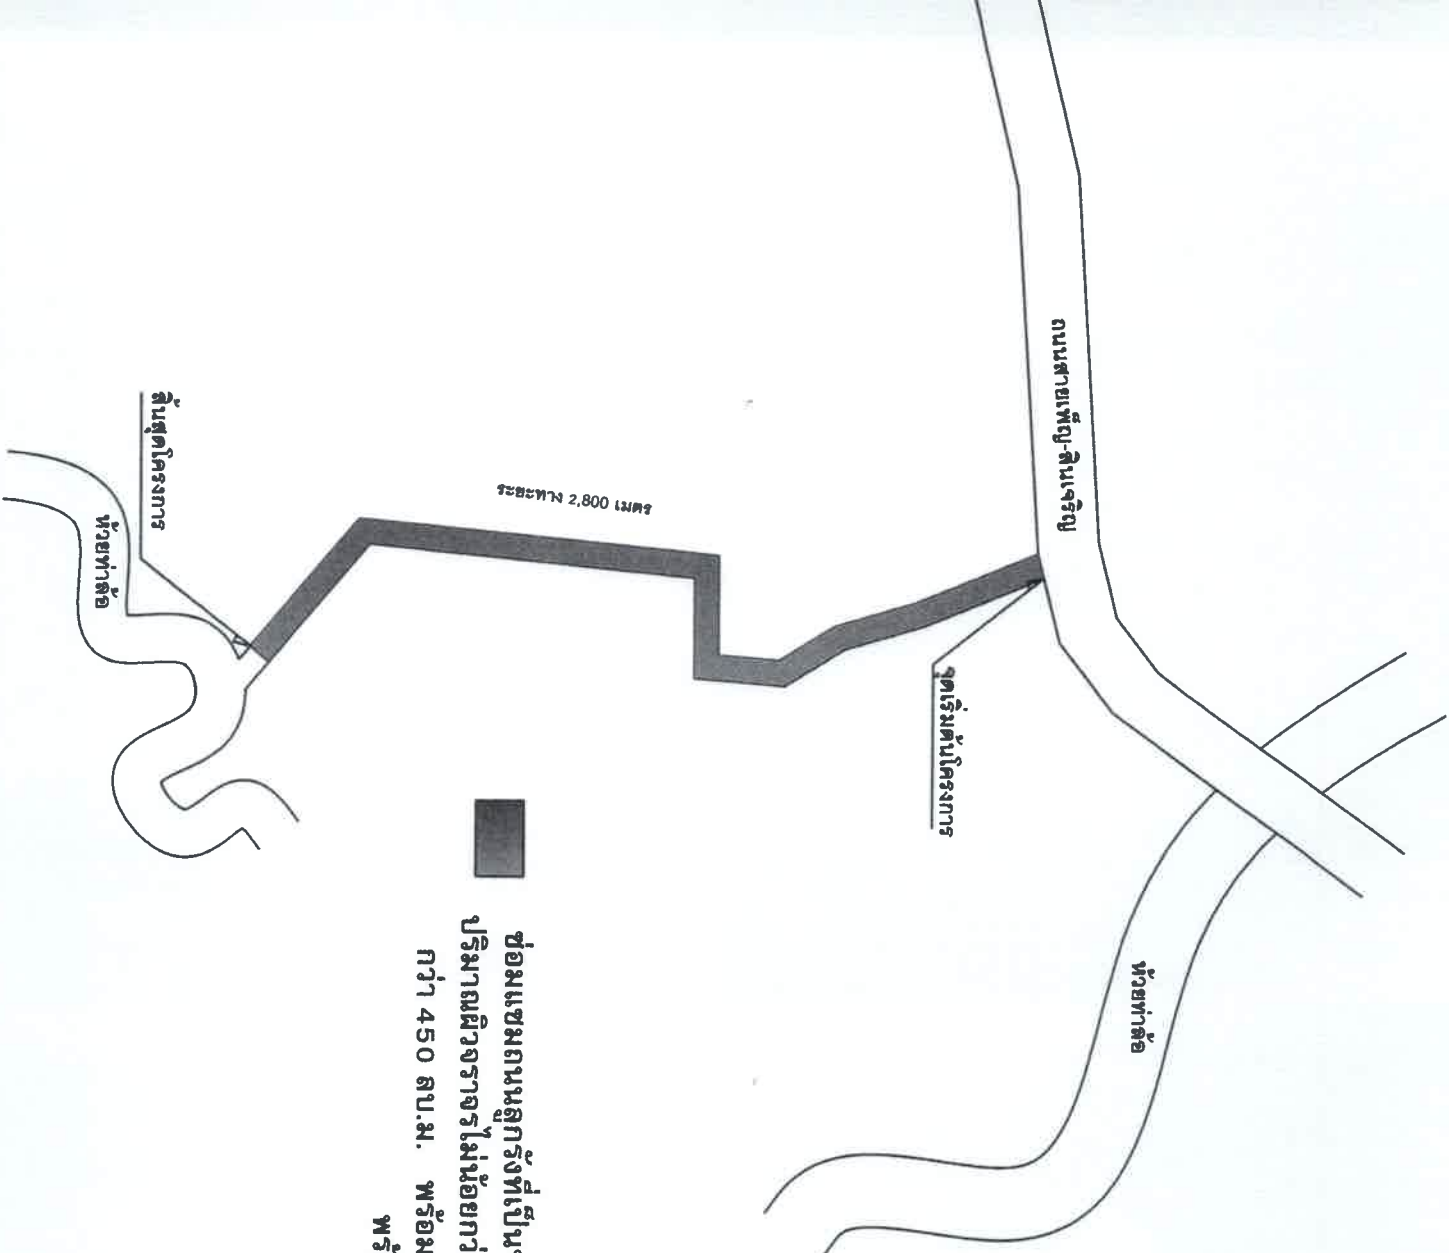 ถนนสายเพ็ญ-สินเจริญ
ห้วยท่าล้อ
จุดเริ่มต้นโครงการ
ระยะทาง 2,800 เมตร
สิ้นสุดโครงการ
ห้วยท่าล้อ
ซ่อมแซมถนนลูกรังที่เป็น
ปริมาณผิวจราจรไม่น้อยกว่
กว่า 450 ลบ.ม. พร้อม
พร้